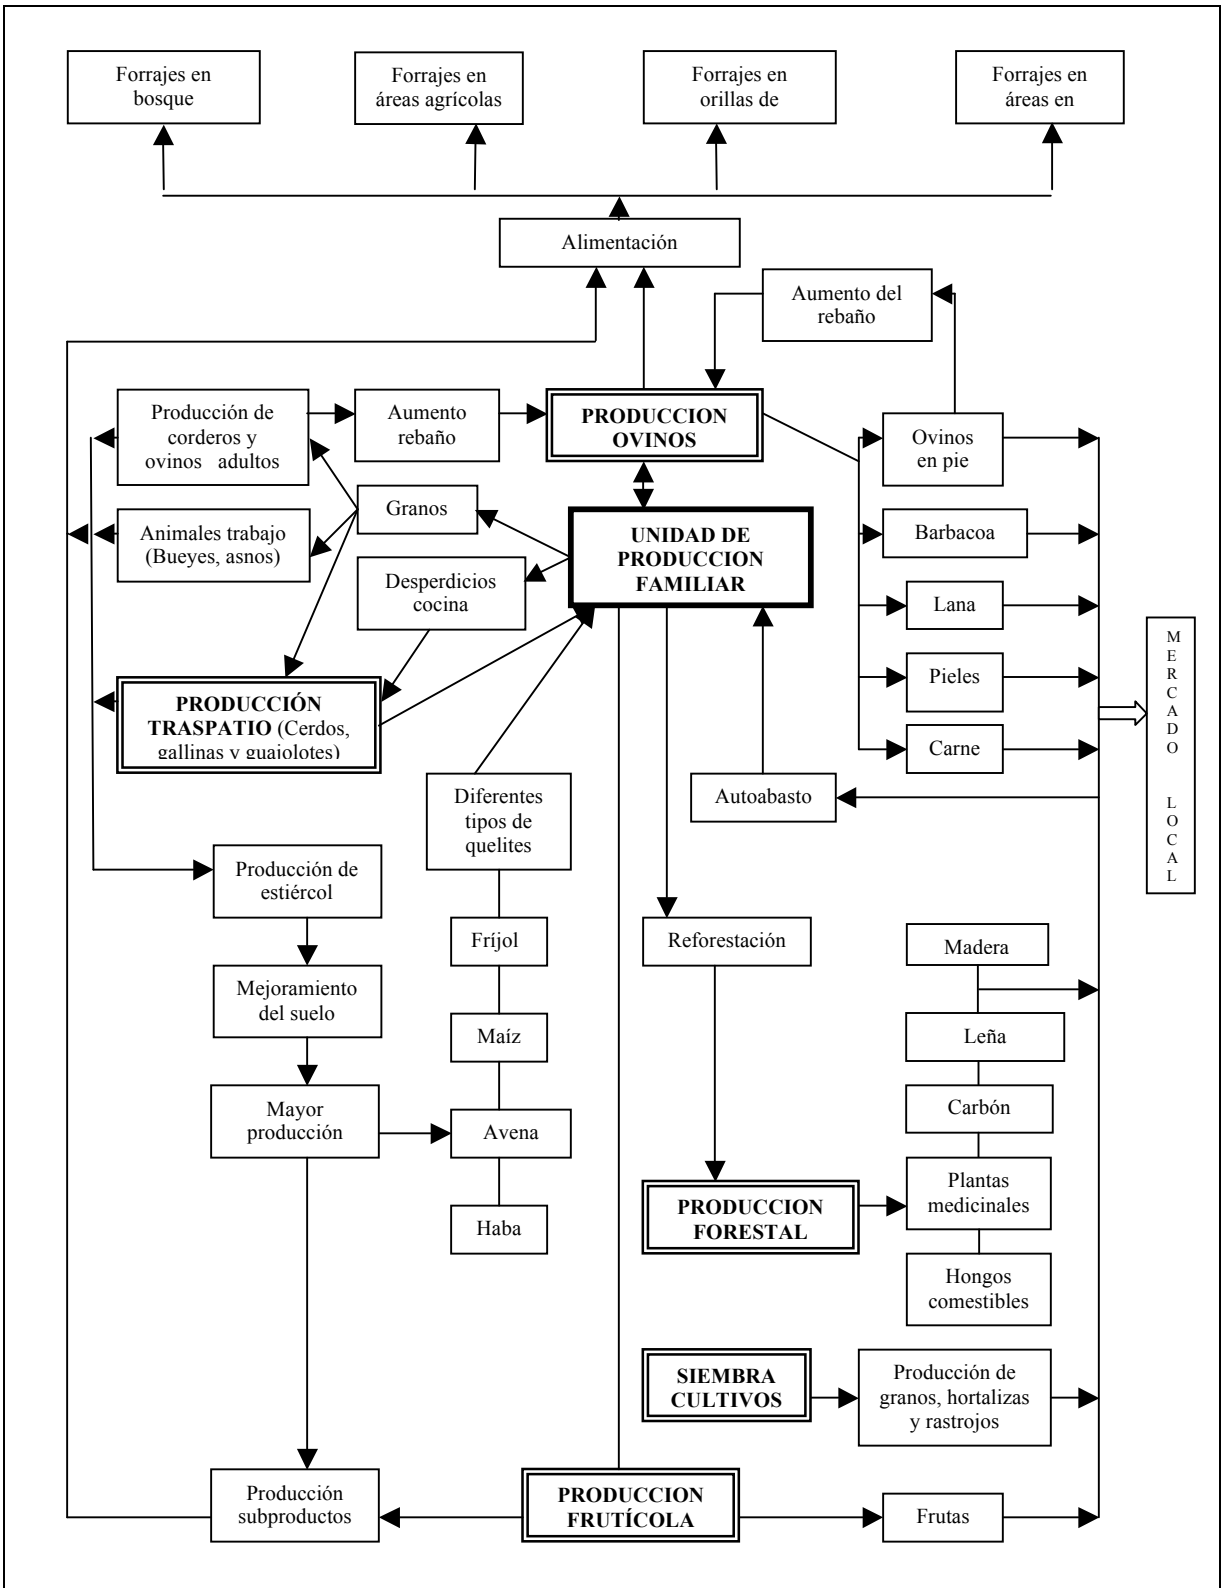 Forrajes en
bosque
Forrajes en
áreas agrícolas
Forrajes en
orillas de
Forrajes en
áreas en
Alimentación
Aumento del
rebaño
Producción de
corderos y
ovinos adultos
Aumento
rebaño
PRODUCCION
OVINOS
Ovinos
en pie
Granos
Animales trabajo
(Bueyes, asnos)
UNIDAD DE
PRODUCCION
FAMILIAR
Barbacoa
Desperdicios
cocina
Lana
MERCADO LOCAL
Pieles
PRODUCCIÓN
TRASPATIO (Cerdos,
gallinas y guajolotes)
Carne
Diferentes
tipos de
quelites
Autoabasto
Producción de
estiércol
Fríjol
Reforestación
Madera
Mejoramiento
del suelo
Maíz
Leña
Mayor
producción
Avena
Carbón
Plantas
medicinales
PRODUCCION
FORESTAL
Haba
Hongos
comestibles
SIEMBRA
CULTIVOS
Producción de
granos, hortalizas
y rastrojos
Producción
subproductos
PRODUCCION
FRUTÍCOLA
Frutas